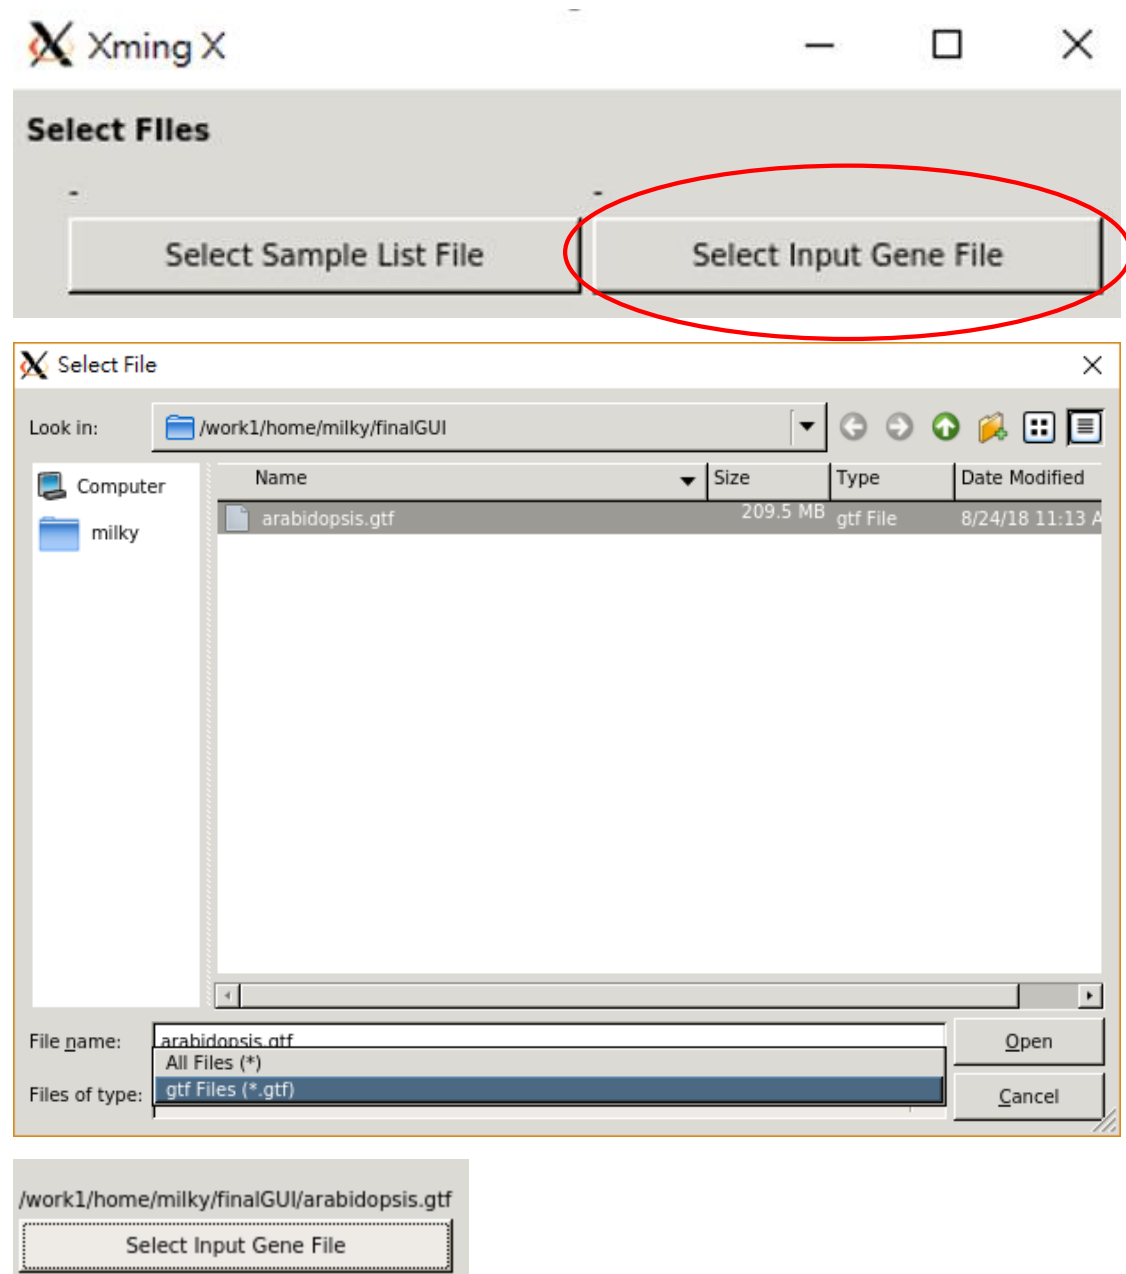 Xming X
Select FIles
- -
Select Sample List File Select Input Gene File
Select File
Look in: /work1/home/milky/finalGUI
Computer
milky
Name Size Type Date Modified
arabidopsis.gtf 209.5 MB gtf File 8/24/18 11:13 A
File name: arabidopsis.gtf Open
All Files (*)
Files of type: gtf Files (*.gtf) Cancel
/work1/home/milky/finalGUI/arabidopsis.gtf
Select Input Gene File